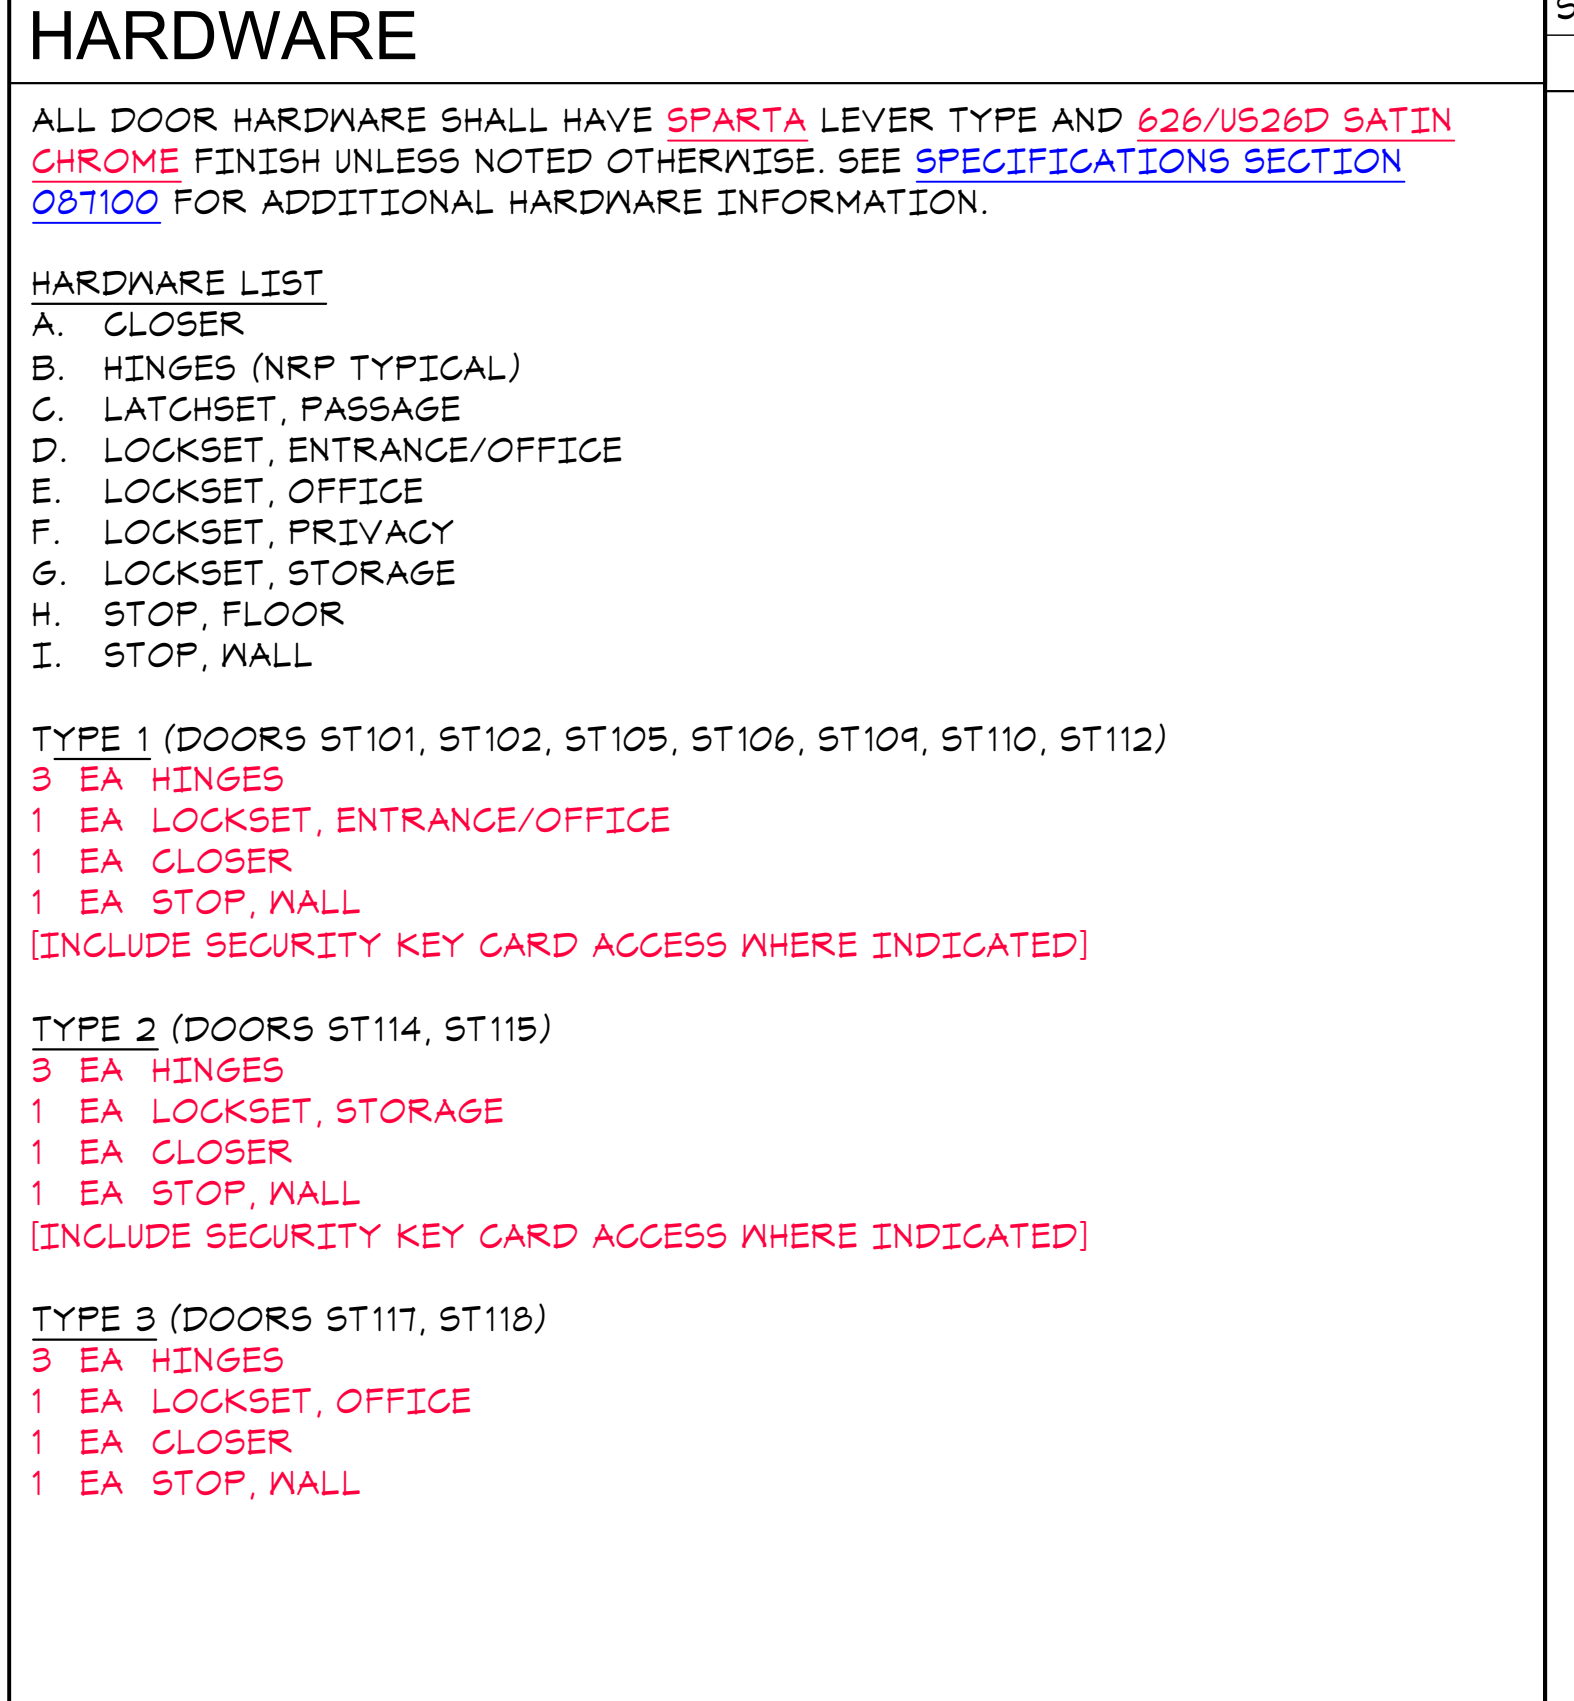 HARDWARE
S
ALL DOOR HARDWARE SHALL HAVE SPARTA LEVER TYPE AND 626/US26D SATIN
CHROME FINISH UNLESS NOTED OTHERWISE. SEE SPECIFICATIONS SECTION
087100 FOR ADDITIONAL HARDWARE INFORMATION.
HARDWARE LIST
A. CLOSER
B. HINGES (NRP TYPICAL)
C. LATCHSET, PASSAGE
D. LOCKSET, ENTRANCE/OFFICE
E. LOCKSET, OFFICE
F. LOCKSET, PRIVACY
G. LOCKSET, STORAGE
H. STOP, FLOOR
I. STOP, WALL
TYPE 1 (DOORS ST101, ST102, ST105, ST106, ST109, ST110, ST112)
3 EA HINGES
1 EA LOCKSET, ENTRANCE/OFFICE
1 EA CLOSER
1 EA STOP, WALL
[INCLUDE SECURITY KEY CARD ACCESS WHERE INDICATED]
TYPE 2 (DOORS ST114, ST115)
3 EA HINGES
1 EA LOCKSET, STORAGE
1 EA CLOSER
1 EA STOP, WALL
[INCLUDE SECURITY KEY CARD ACCESS WHERE INDICATED]
TYPE 3 (DOORS ST117, ST118)
3 EA HINGES
1 EA LOCKSET, OFFICE
1 EA CLOSER
1 EA STOP, WALL